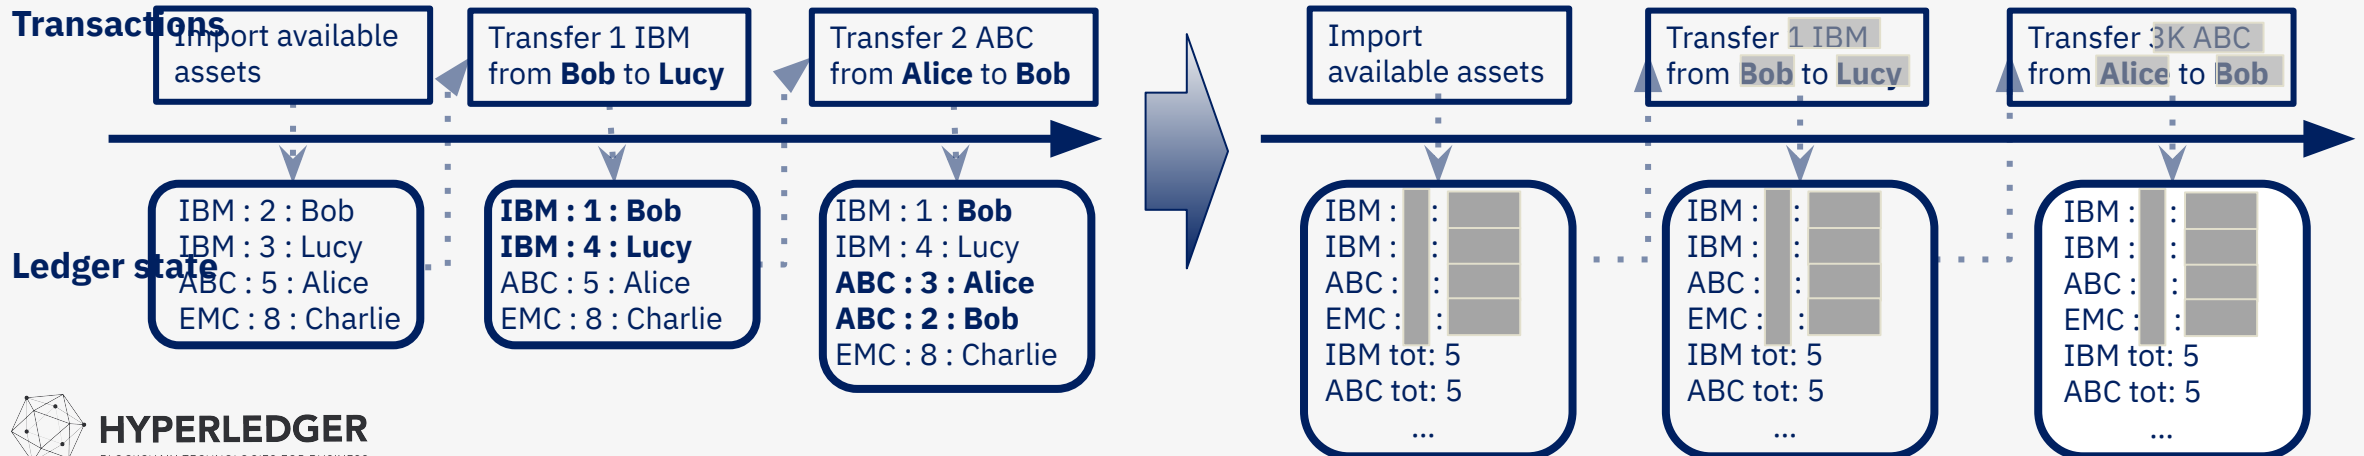 Transactions
Import available
assets
Transfer 1 IBM
from Bob to Lucy
Transfer 2 ABC
from Alice to Bob
Import
available assets
Transfer 1 IBM
from Bob to Lucy
Transfer 3K ABC
from Alice to Bob
Ledger state
IBM : 2 : Bob
IBM : 3 : Lucy
ABC : 5 : Alice
EMC : 8 : Charlie
IBM : 1 : Bob
IBM : 4 : Lucy
ABC : 5 : Alice
EMC : 8 : Charlie
IBM : 1 : Bob
IBM : 4 : Lucy
ABC : 3 : Alice
ABC : 2 : Bob
EMC : 8 : Charlie
IBM : :
IBM : :
ABC : :
EMC : :
IBM tot: 5
ABC tot: 5
...
IBM : :
IBM : :
ABC : :
EMC : :
IBM tot: 5
ABC tot: 5
...
IBM : :
IBM : :
ABC : :
EMC : :
IBM tot: 5
ABC tot: 5
...
HYPERLEDGER